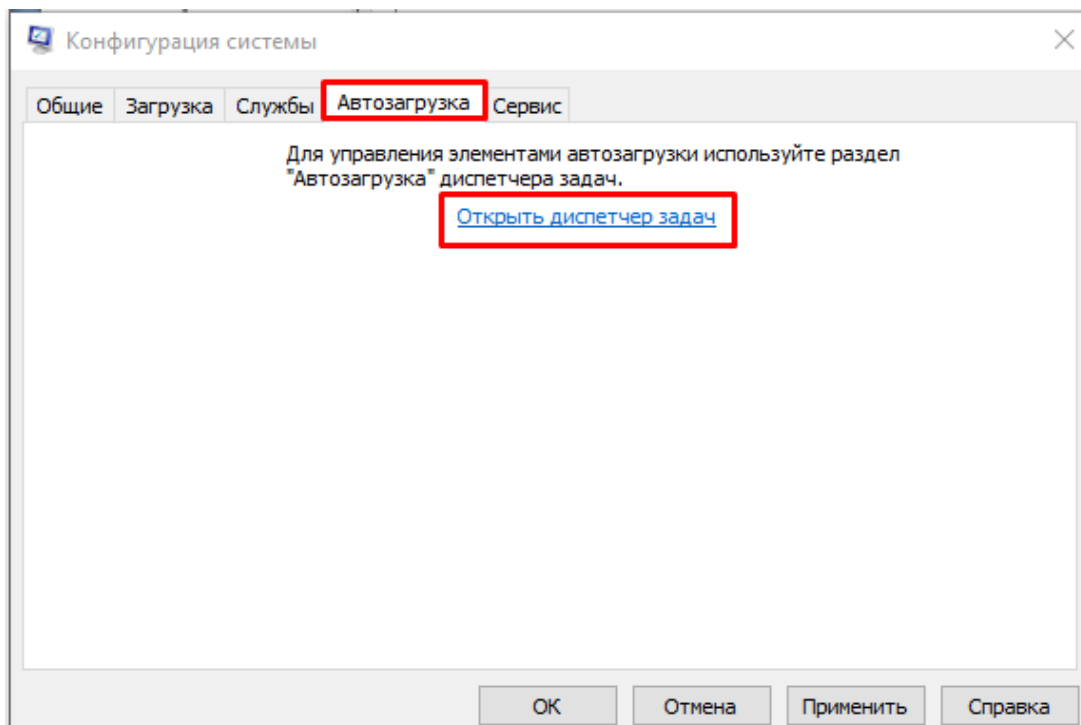 Конфигурация системы
Общие Загрузка Службы Автозагрузка Сервис
Для управления элементами автозагрузки используйте раздел
"Автозагрузка" диспетчера задач.
Открыть диспетчер задач
ОК Отмена Применить Справка